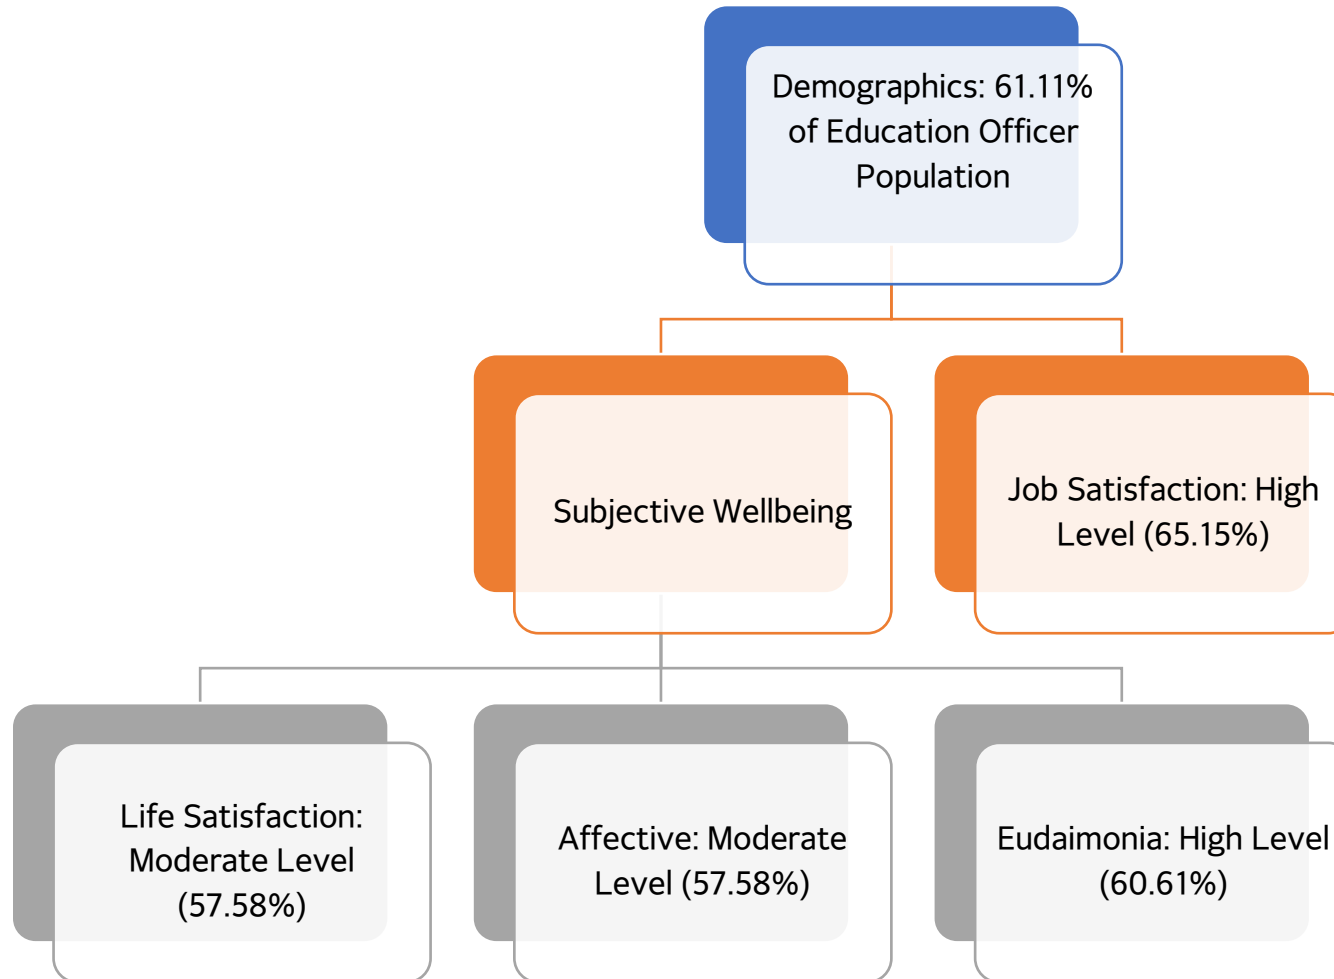 Demographics: 61.11%
of Education Officer
Population
Subjective Wellbeing
Job Satisfaction: High
Level (65.15%)
Life Satisfaction:
Moderate Level
(57.58%)
Affective: Moderate
Level (57.58%)
Eudaimonia: High Level
(60.61%)